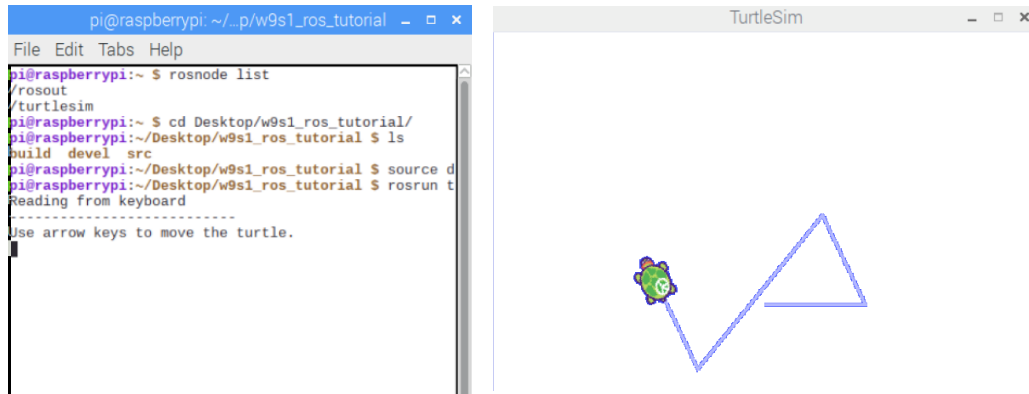 pi@raspberrypi: ~/...p/w9s1_ros_tutorial
File Edit Tabs Help
pi@raspberrypi:~ $ rosnode list
/rosout
/turtlesim
pi@raspberrypi:~ $ cd Desktop/w9s1_ros_tutorial/
pi@raspberrypi:~/Desktop/w9s1_ros_tutorial $ ls
build devel src
pi@raspberrypi:~/Desktop/w9s1_ros_tutorial $ source d
pi@raspberrypi:~/Desktop/w9s1_ros_tutorial $ rosrun t
Reading from keyboard
---------------------------
Use arrow keys to move the turtle.
TurtleSim